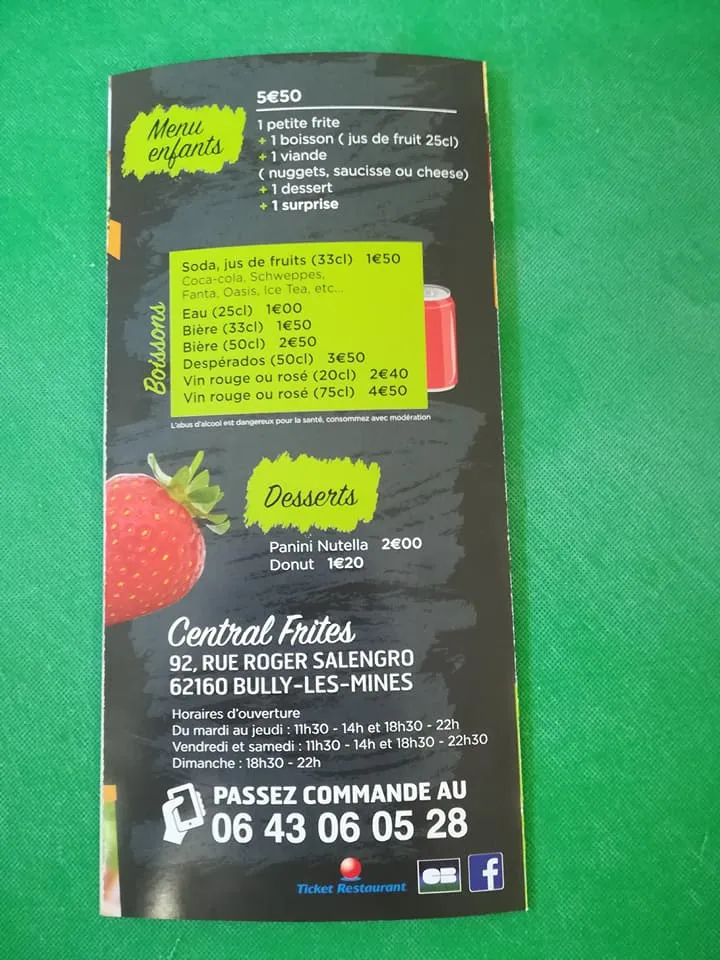 Menu
enfants
5€50
1 petite frite
+ 1 boisson ( jus de fruit 25cl)
+ 1 viande
( nuggets, saucisse ou cheese)
+ 1 dessert
+ 1 surprise
Boissons
Soda, jus de fruits (33cl) 1€50
Coca-cola, Schweppes,
Fanta, Oasis, Ice Tea, etc...
Eau (25cl) 1€00
Bière (33cl) 1€50
Bière (50cl) 2€50
Despérados (50cl) 3€50
Vin rouge ou rosé (20cl) 2€40
Vin rouge ou rosé (75cl) 4€50
L'abus d'alcool est dangereux pour la santé, consommez avec modération
Desserts
Panini Nutella 2€00
Donut 1€20
Central Frites
92, RUE ROGER SALENGRO
62160 BULLY-LES-MINES
Horaires d'ouverture
Du mardi au jeudi : 11h30 - 14h et 18h30 - 22h
Vendredi et samedi : 11h30 - 14h et 18h30 - 22h30
Dimanche : 18h30 - 22h
PASSEZ COMMANDE AU
06 43 06 05 28
Ticket Restaurant
CB
f